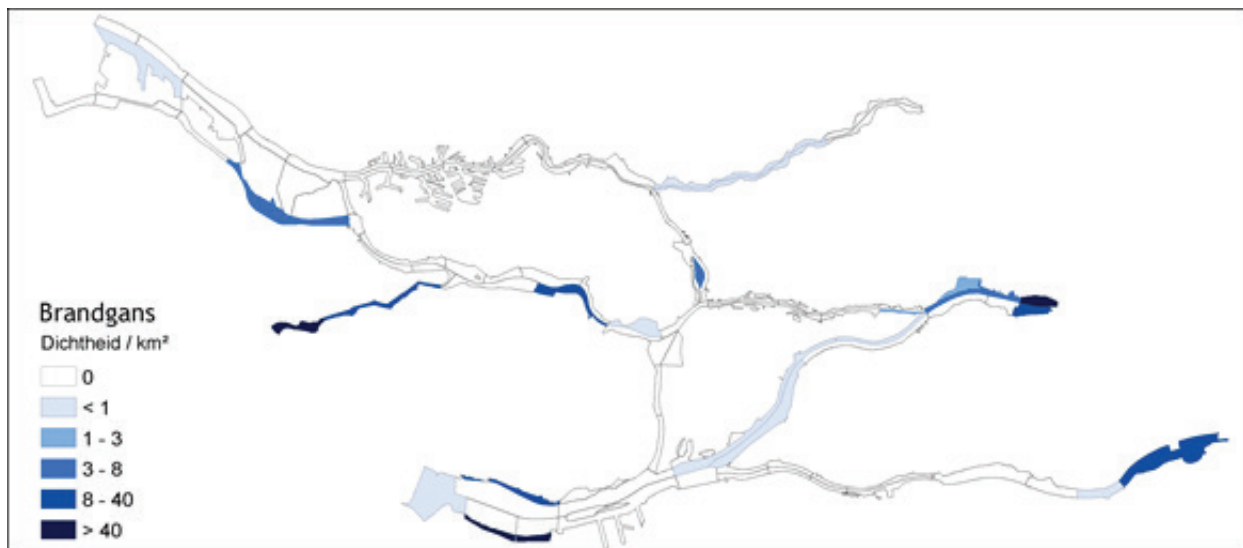 Brandgans
Dichtheid / km²
0
< 1
1 - 3
3 - 8
8 - 40
> 40